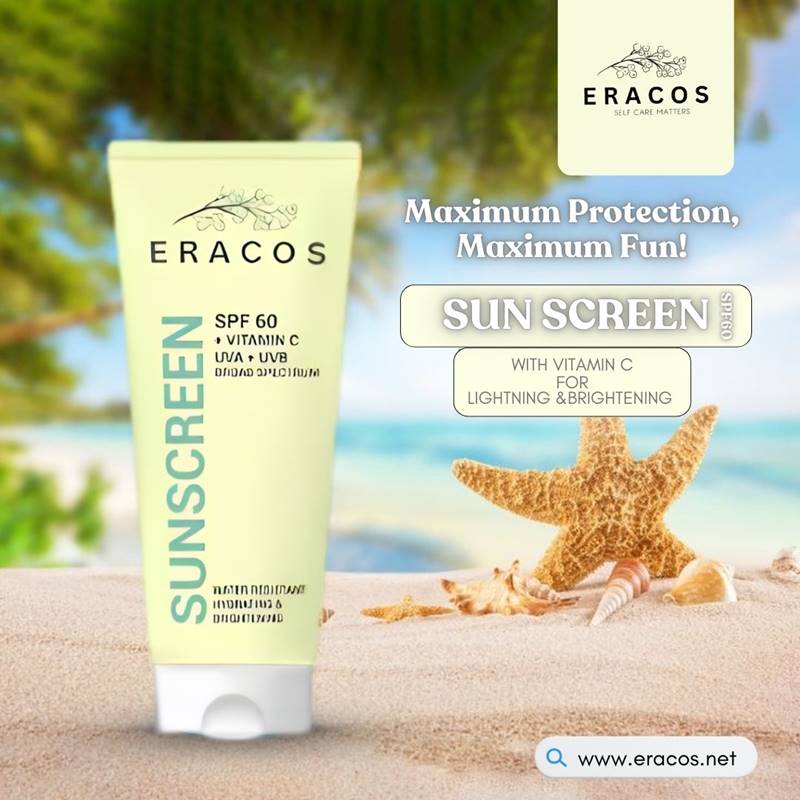 ERACOS
SELF CARE MATTERS
Maximum Protection,
Maximum Fun!
SUN SCREEN
SPF60
WITH VITAMIN C
FOR
LIGHTNING &BRIGHTENING
ERACOS
SUNSCREEN
SPF 60
+ VITAMIN C
UVA + UVB
www.eracos.net